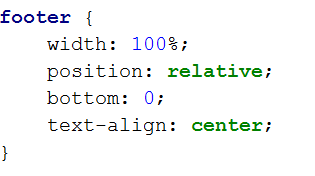 footer {
    width: 100%;
    position: relative;
    bottom: 0;
    text-align: center;
}